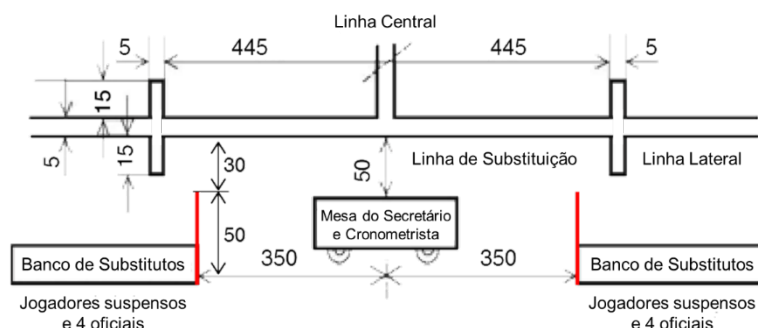 Linha Central
5
445
445
5
15
15
5
30
50
Linha de Substituição
Linha Lateral
50
Mesa do Secretário
e Cronometrista
350
350
Banco de Substitutos
Banco de Substitutos
Jogadores suspensos
e 4 oficiais
Jogadores suspensos
e 4 oficiais